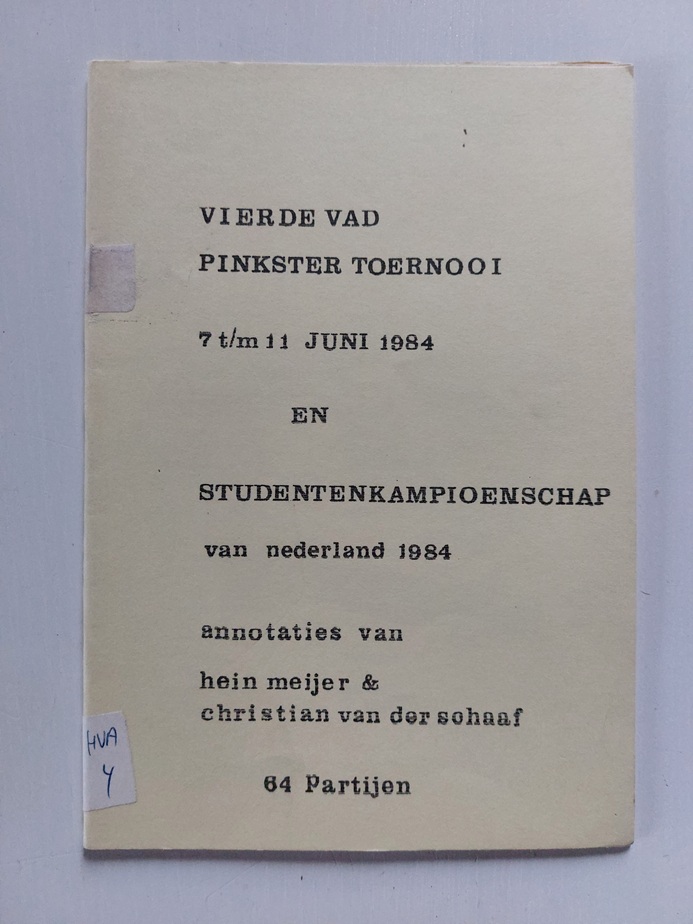 VIERDE VAD
PINKSTER TOERNOOI
7 t/m 11 JUNI 1984
EN
STUDENTENKAMPIOENSCHAP
van nederland 1984
annotaties van
hein meijer &
christian van der schaaf
HVA
Y
64 Partijen